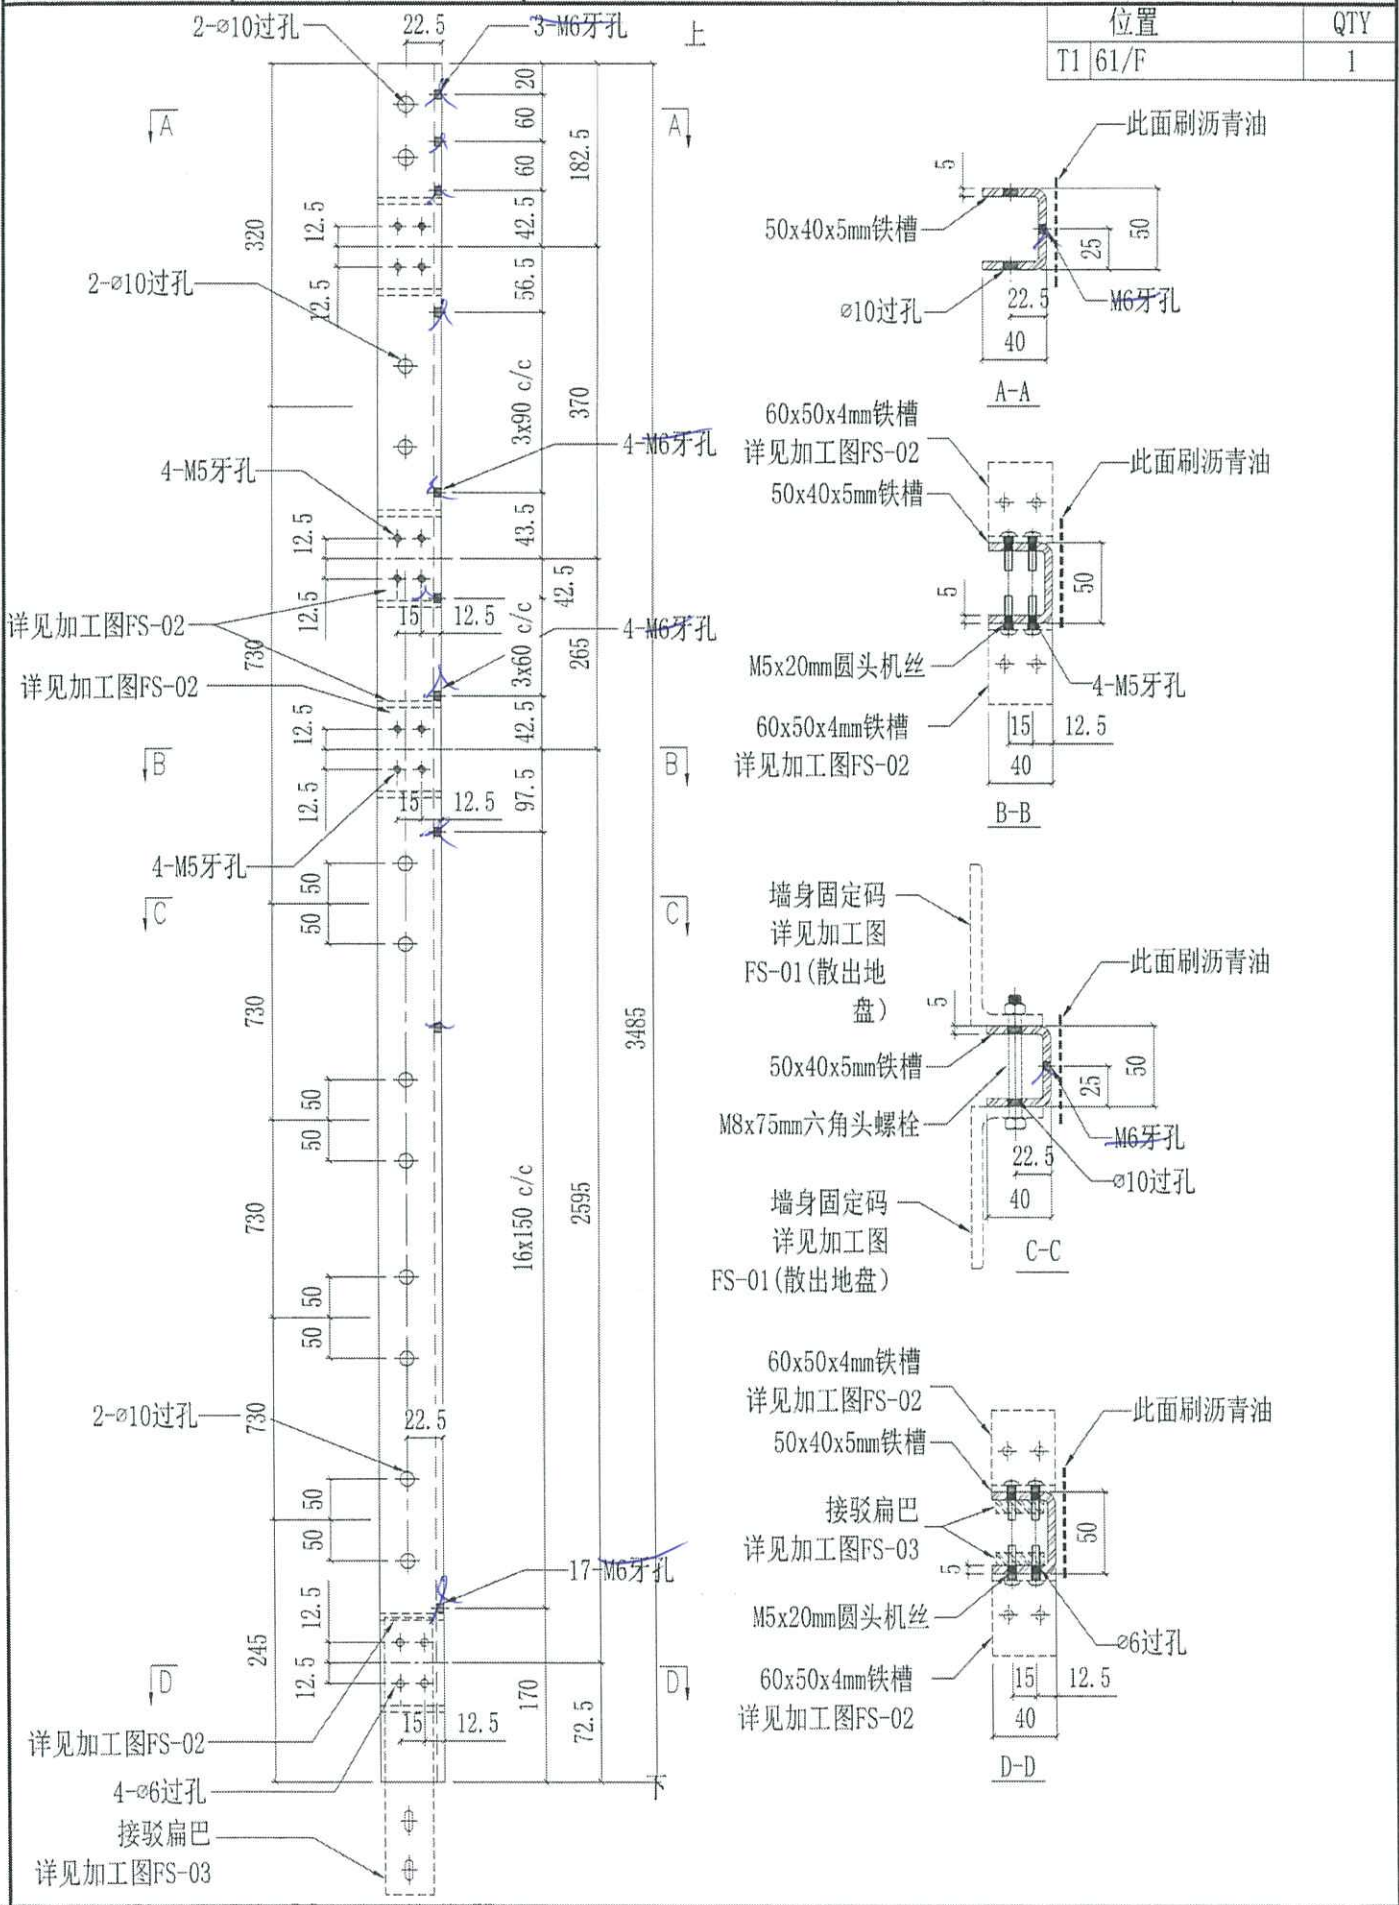 位置 QTY
T1 61/F 1
2-ø10过孔
22.5
3-M6牙孔
上
A
A
20
60
60
182.5
42.5
320
12.5
12.5
56.5
2-ø10过孔
3x90 c/c
370
4-M6牙孔
4-M5牙孔
43.5
12.5
12.5
42.5
15
12.5
详见加工图FS-02
730
3x60 c/c
265
4-M6牙孔
详见加工图FS-02
12.5
42.5
B
B
12.5
15
12.5
97.5
4-M5牙孔
50
C
C
50
730
3485
50
50
16x150 c/c
2595
730
50
50
2-ø10过孔
730
22.5
50
50
17-M6牙孔
12.5
245
12.5
D
D
170
72.5
15
12.5
详见加工图FS-02
4-ø6过孔
接驳扁巴
详见加工图FS-03
此面刷沥青油
5
50x40x5mm铁槽
50
25
ø10过孔
22.5
M6牙孔
40
A-A
60x50x4mm铁槽
详见加工图FS-02
50x40x5mm铁槽
此面刷沥青油
50
5
M5x20mm圆头机丝
4-M5牙孔
60x50x4mm铁槽
详见加工图FS-02
15
12.5
40
B-B
墙身固定码
详见加工图
FS-01(散出地
盘)
此面刷沥青油
5
50x40x5mm铁槽
50
25
M8x75mm六角头螺栓
M6牙孔
22.5
ø10过孔
40
墙身固定码
详见加工图
FS-01(散出地盘)
C-C
60x50x4mm铁槽
详见加工图FS-02
50x40x5mm铁槽
此面刷沥青油
接驳扁巴
详见加工图FS-03
50
5
M5x20mm圆头机丝
ø6过孔
60x50x4mm铁槽
详见加工图FS-02
15
12.5
40
D-D